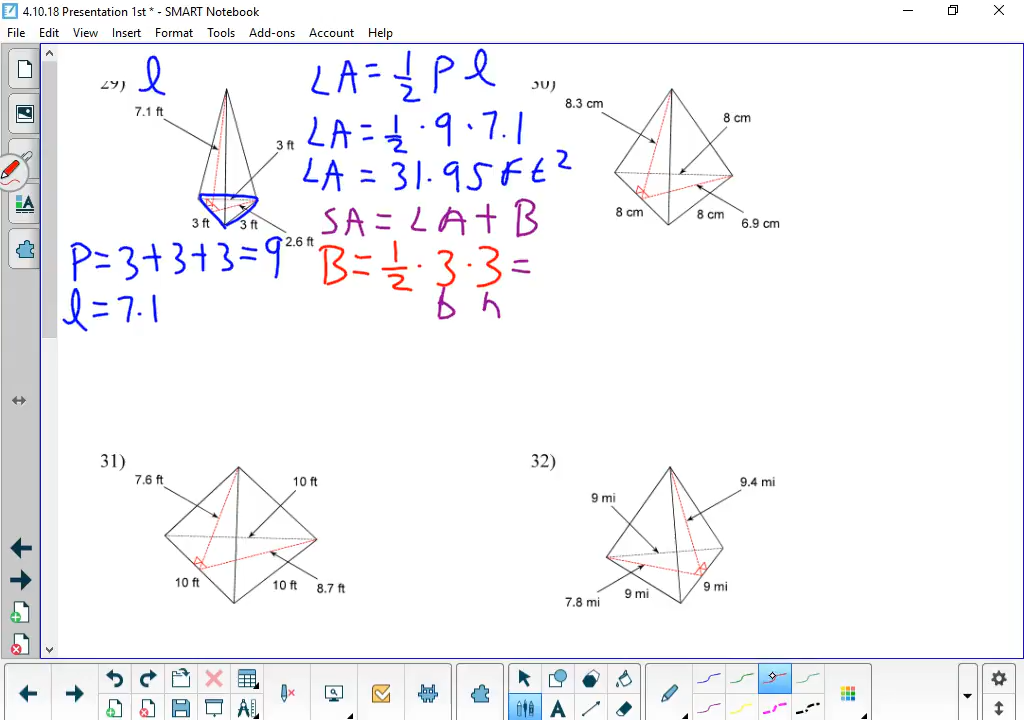 4.10.18 Presentation 1st * - SMART Notebook
File Edit View Insert Format Tools Add-ons Account Help
29) l
7.1 ft
3 ft
3 ft
3 ft
2.6 ft
P = 3+3+3 = 9
l = 7.1
LA = 1/2 P l
LA = 1/2 · 9 · 7.1
LA = 31.95 ft²
SA = LA + B
B = 1/2 · 3 · 3 =
b h
30)
8.3 cm
8 cm
8 cm
8 cm
6.9 cm
31)
7.6 ft
10 ft
10 ft
10 ft
8.7 ft
32)
9.4 mi
9 mi
7.8 mi
9 mi
9 mi